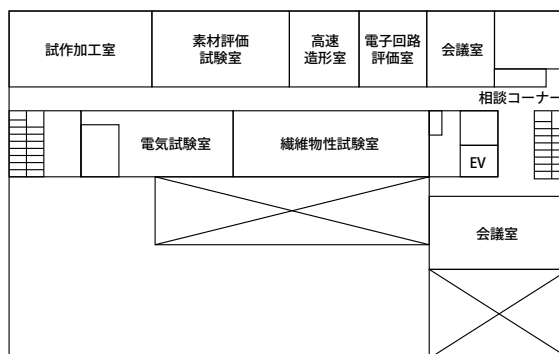 試作加工室
素材評価
試験室
高速
造形室
電子回路
評価室
会議室
相談コーナー
電気試験室
繊維物性試験室
EV
会議室